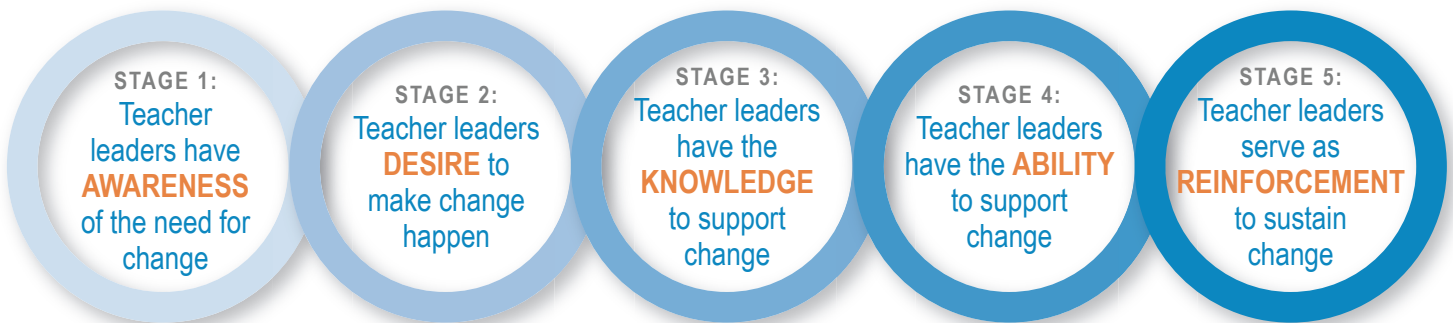 STAGE 1:
Teacher
leaders have
AWARENESS
of the need for
change
STAGE 2:
Teacher leaders
DESIRE to
make change
happen
STAGE 3:
Teacher leaders
have the
KNOWLEDGE
to support
change
STAGE 4:
Teacher leaders
have the ABILITY
to support
change
STAGE 5:
Teacher leaders
serve as
REINFORCEMENT
to sustain
change